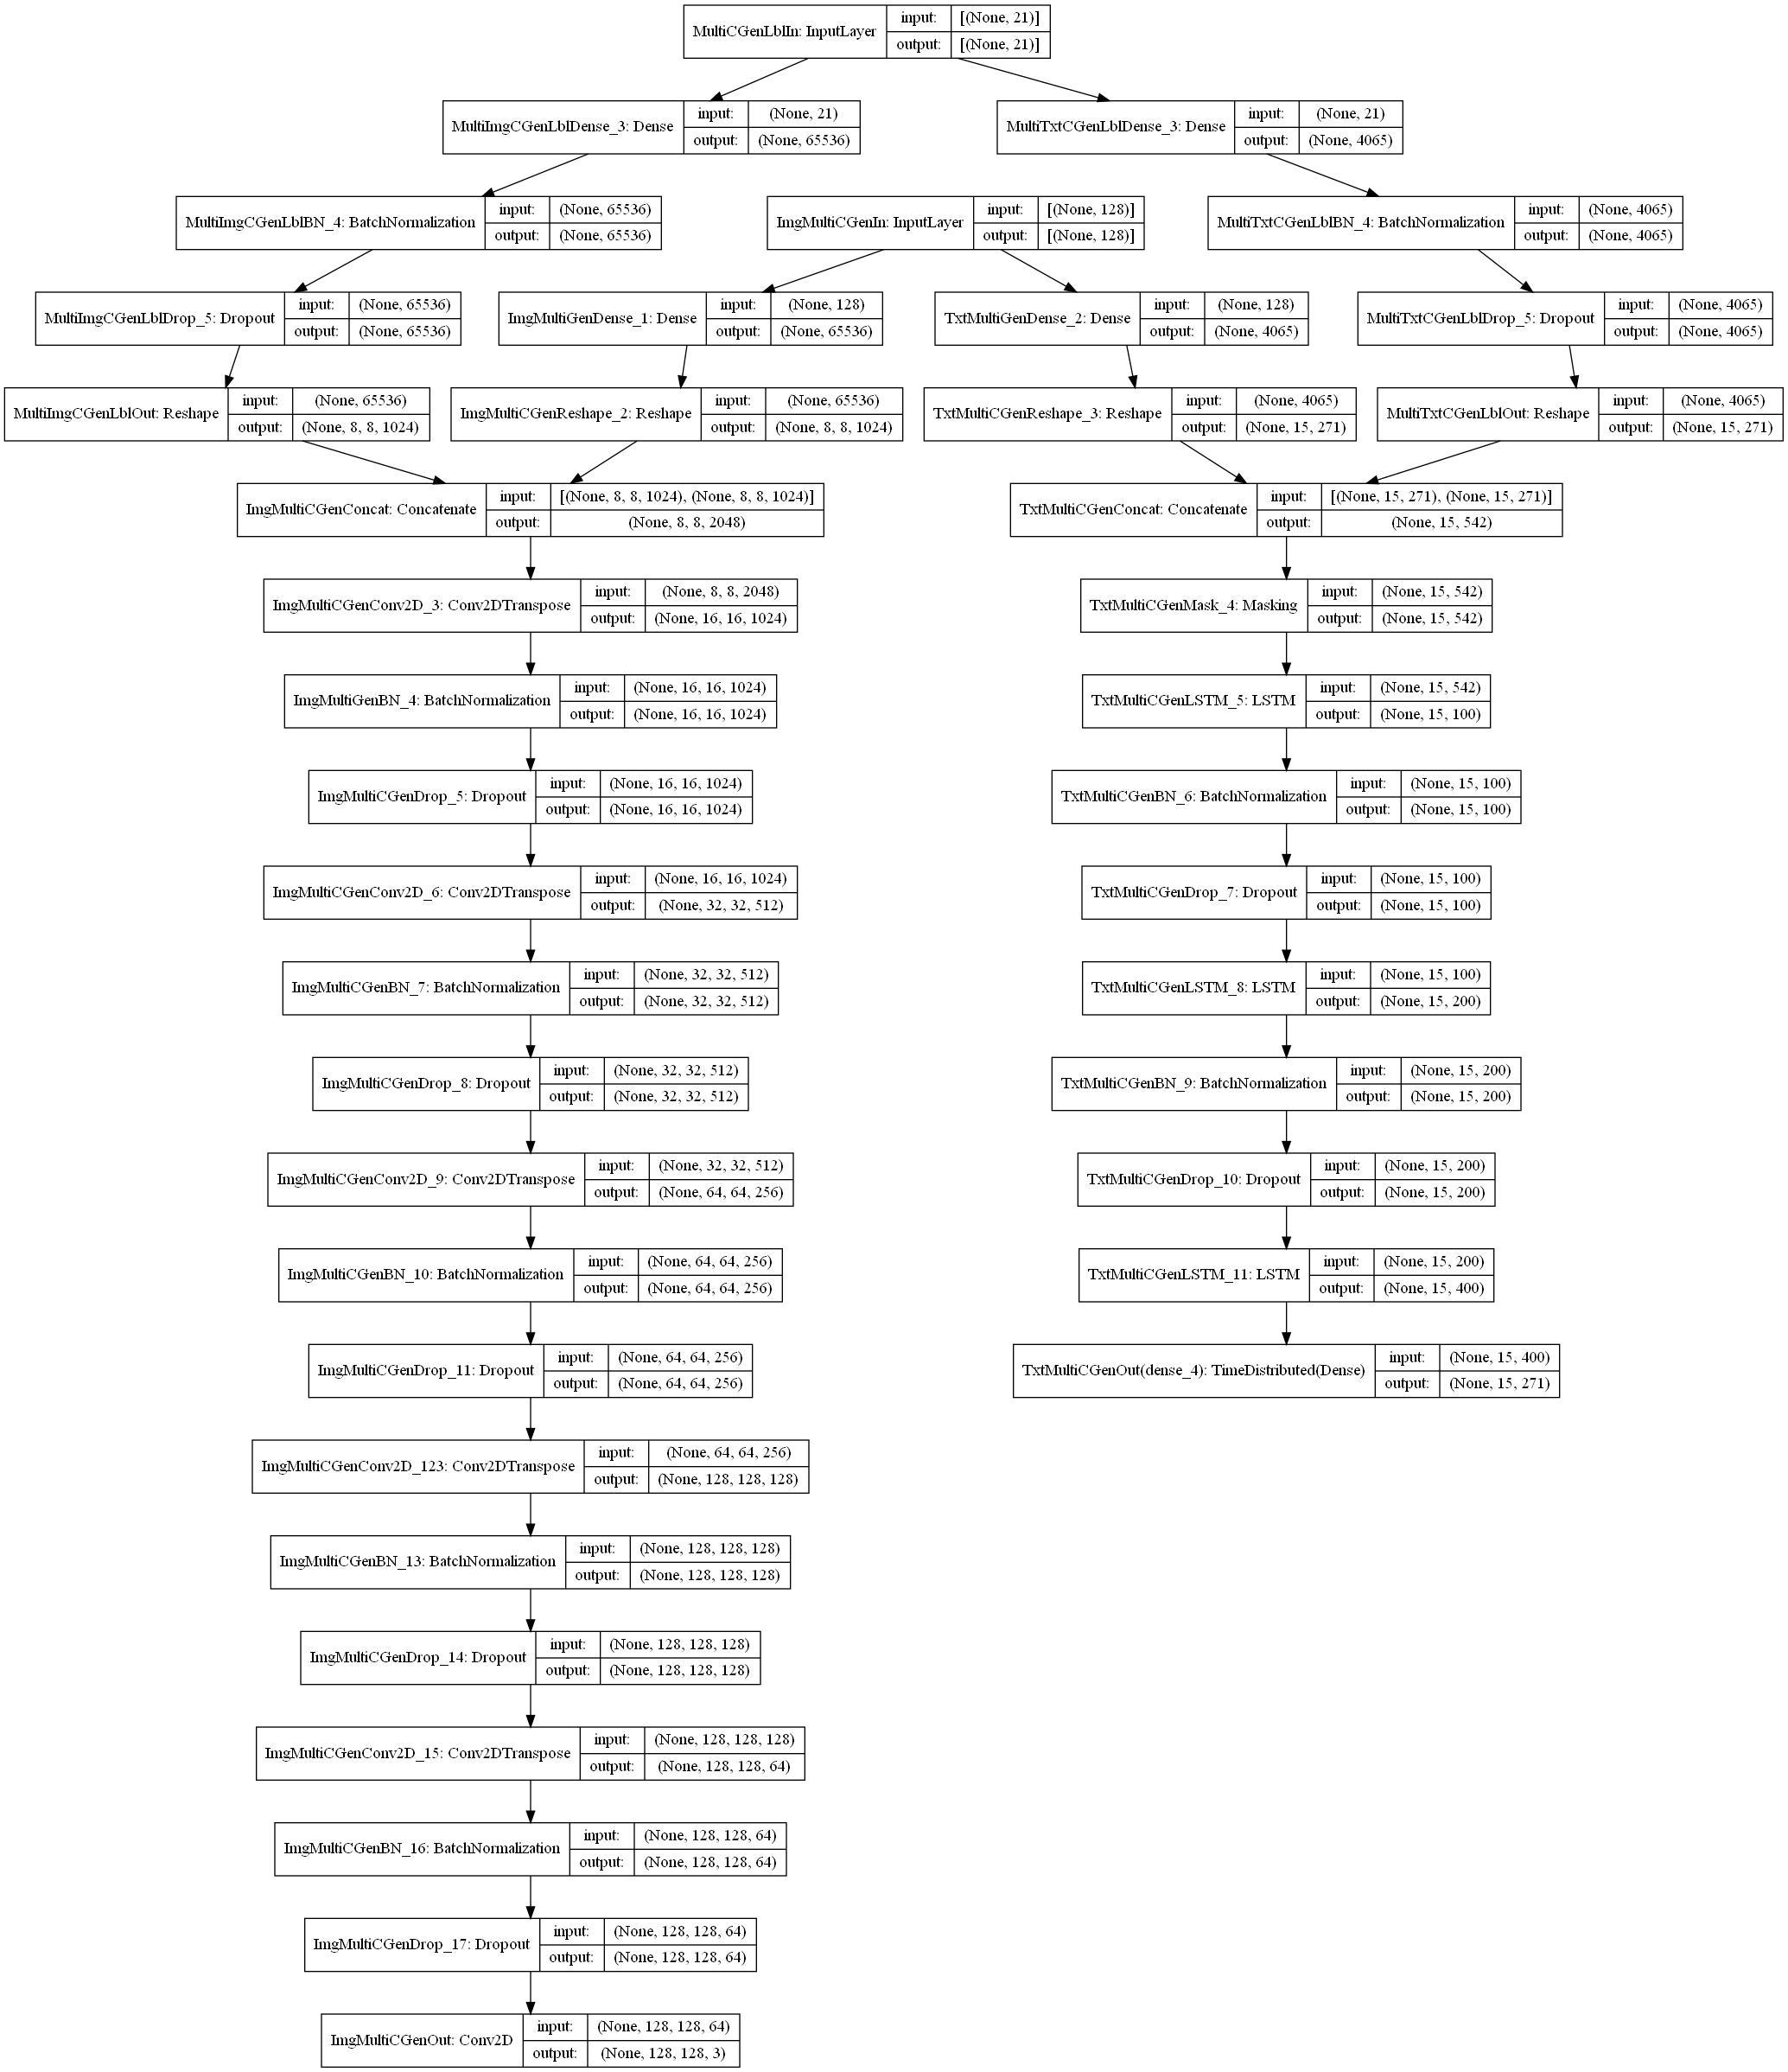 MultiCGenLblIn: InputLayer
input: [(None, 21)]
output: [(None, 21)]
MultiImgCGenLblDense_3: Dense
input: (None, 21)
output: (None, 65536)
MultiTxtCGenLblDense_3: Dense
input: (None, 21)
output: (None, 4065)
MultiImgCGenLblBN_4: BatchNormalization
input: (None, 65536)
output: (None, 65536)
ImgMultiCGenIn: InputLayer
input: [(None, 128)]
output: [(None, 128)]
MultiTxtCGenLblBN_4: BatchNormalization
input: (None, 4065)
output: (None, 4065)
MultiImgCGenLblDrop_5: Dropout
input: (None, 65536)
output: (None, 65536)
ImgMultiGenDense_1: Dense
input: (None, 128)
output: (None, 65536)
TxtMultiGenDense_2: Dense
input: (None, 128)
output: (None, 4065)
MultiTxtCGenLblDrop_5: Dropout
input: (None, 4065)
output: (None, 4065)
MultiImgCGenLblOut: Reshape
input: (None, 65536)
output: (None, 8, 8, 1024)
ImgMultiCGenReshape_2: Reshape
input: (None, 65536)
output: (None, 8, 8, 1024)
TxtMultiCGenReshape_3: Reshape
input: (None, 4065)
output: (None, 15, 271)
MultiTxtCGenLblOut: Reshape
input: (None, 4065)
output: (None, 15, 271)
ImgMultiCGenConcat: Concatenate
input: [(None, 8, 8, 1024), (None, 8, 8, 1024)]
output: (None, 8, 8, 2048)
TxtMultiCGenConcat: Concatenate
input: [(None, 15, 271), (None, 15, 271)]
output: (None, 15, 542)
ImgMultiCGenConv2D_3: Conv2DTranspose
input: (None, 8, 8, 2048)
output: (None, 16, 16, 1024)
TxtMultiCGenMask_4: Masking
input: (None, 15, 542)
output: (None, 15, 542)
ImgMultiGenBN_4: BatchNormalization
input: (None, 16, 16, 1024)
output: (None, 16, 16, 1024)
TxtMultiCGenLSTM_5: LSTM
input: (None, 15, 542)
output: (None, 15, 100)
ImgMultiCGenDrop_5: Dropout
input: (None, 16, 16, 1024)
output: (None, 16, 16, 1024)
TxtMultiCGenBN_6: BatchNormalization
input: (None, 15, 100)
output: (None, 15, 100)
ImgMultiCGenConv2D_6: Conv2DTranspose
input: (None, 16, 16, 1024)
output: (None, 32, 32, 512)
TxtMultiCGenDrop_7: Dropout
input: (None, 15, 100)
output: (None, 15, 100)
ImgMultiCGenBN_7: BatchNormalization
input: (None, 32, 32, 512)
output: (None, 32, 32, 512)
TxtMultiCGenLSTM_8: LSTM
input: (None, 15, 100)
output: (None, 15, 200)
ImgMultiCGenDrop_8: Dropout
input: (None, 32, 32, 512)
output: (None, 32, 32, 512)
TxtMultiCGenBN_9: BatchNormalization
input: (None, 15, 200)
output: (None, 15, 200)
ImgMultiCGenConv2D_9: Conv2DTranspose
input: (None, 32, 32, 512)
output: (None, 64, 64, 256)
TxtMultiCGenDrop_10: Dropout
input: (None, 15, 200)
output: (None, 15, 200)
ImgMultiCGenBN_10: BatchNormalization
input: (None, 64, 64, 256)
output: (None, 64, 64, 256)
TxtMultiCGenLSTM_11: LSTM
input: (None, 15, 200)
output: (None, 15, 400)
ImgMultiCGenDrop_11: Dropout
input: (None, 64, 64, 256)
output: (None, 64, 64, 256)
TxtMultiCGenOut(dense_4): TimeDistributed(Dense)
input: (None, 15, 400)
output: (None, 15, 271)
ImgMultiCGenConv2D_123: Conv2DTranspose
input: (None, 64, 64, 256)
output: (None, 128, 128, 128)
ImgMultiCGenBN_13: BatchNormalization
input: (None, 128, 128, 128)
output: (None, 128, 128, 128)
ImgMultiCGenDrop_14: Dropout
input: (None, 128, 128, 128)
output: (None, 128, 128, 128)
ImgMultiCGenConv2D_15: Conv2DTranspose
input: (None, 128, 128, 128)
output: (None, 128, 128, 64)
ImgMultiCGenBN_16: BatchNormalization
input: (None, 128, 128, 64)
output: (None, 128, 128, 64)
ImgMultiCGenDrop_17: Dropout
input: (None, 128, 128, 64)
output: (None, 128, 128, 64)
ImgMultiCGenOut: Conv2D
input: (None, 128, 128, 64)
output: (None, 128, 128, 3)